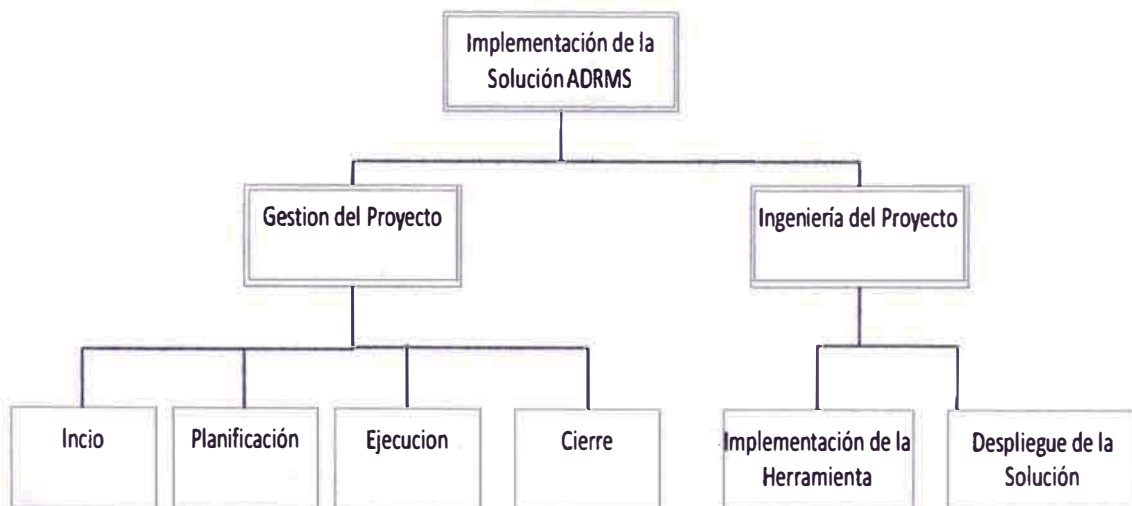 Implementación de la
Solución ADRMS
Gestion del Proyecto
Ingeniería del Proyecto
Incio
Planificación
Ejecucion
Cierre
Implementación de la
Herramienta
Despliegue de la
Solución